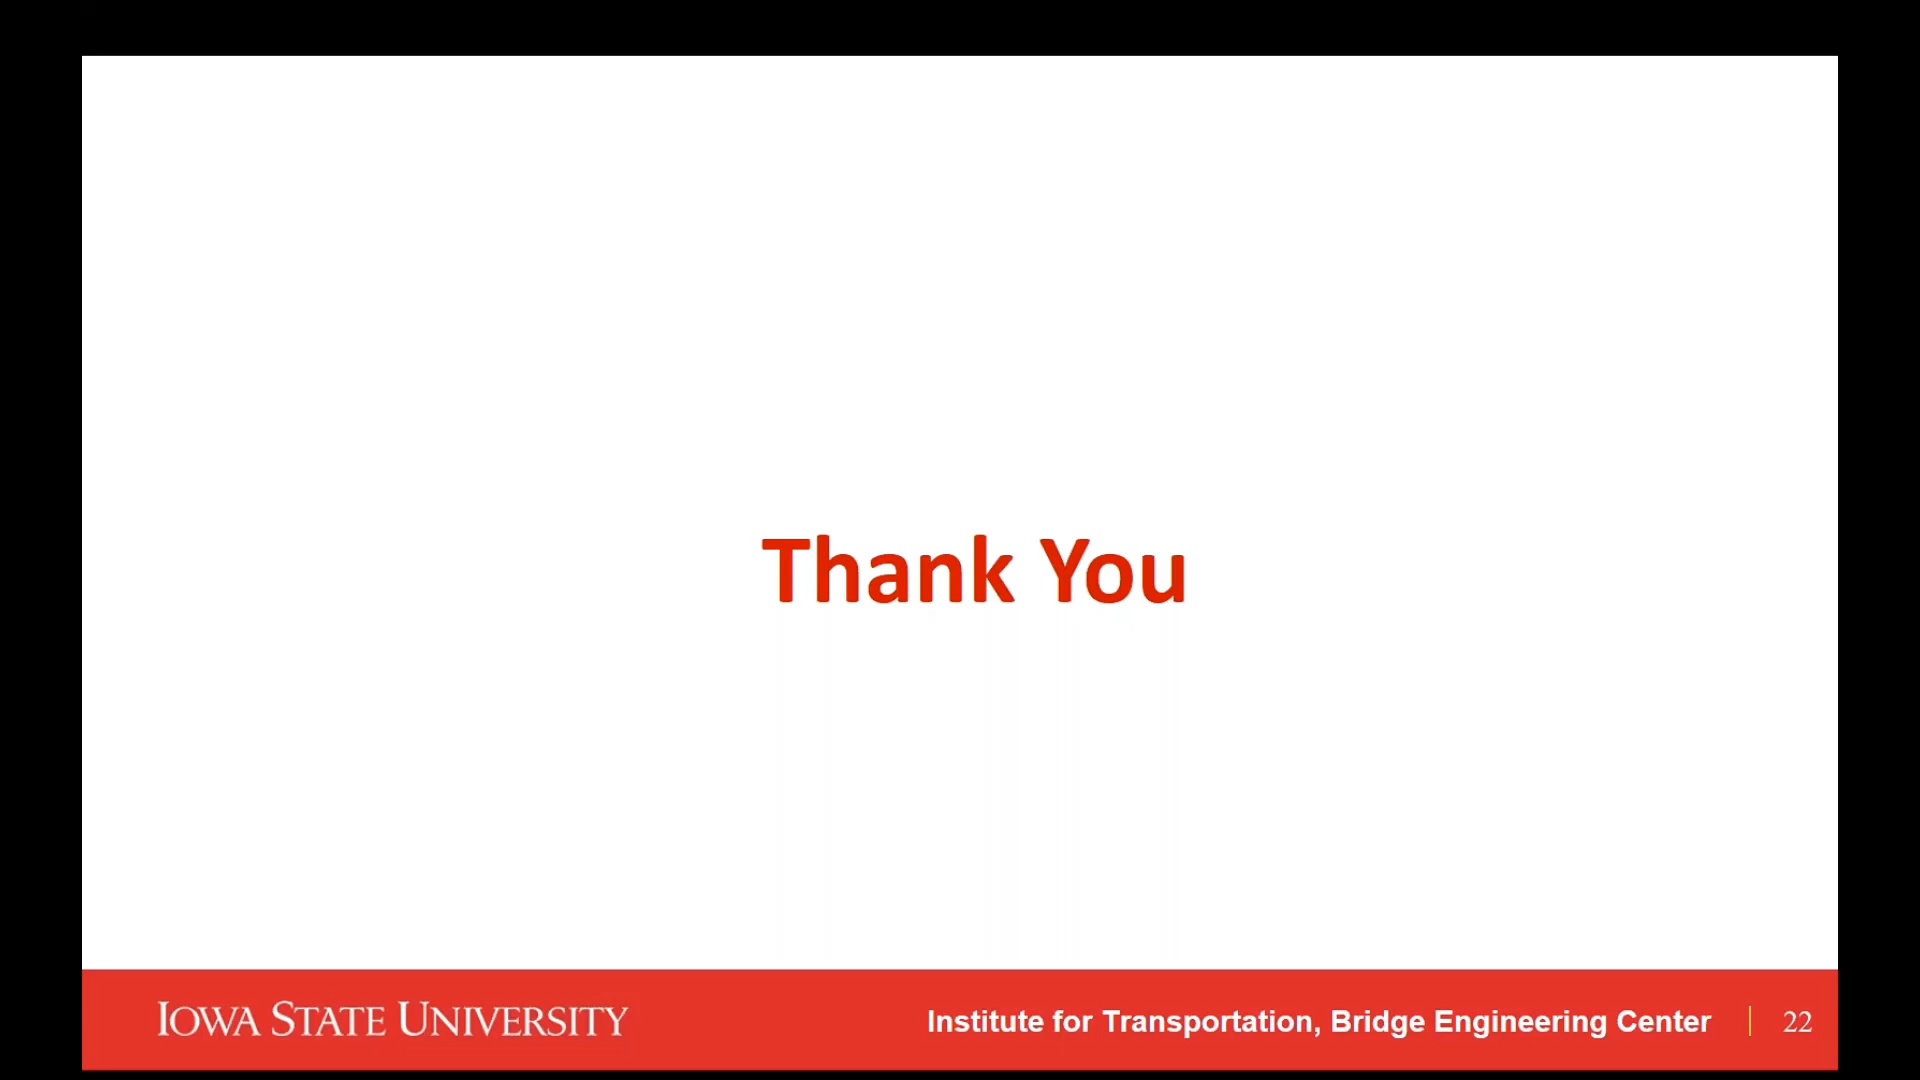 Thank You
IOWA STATE UNIVERSITY
Institute for Transportation, Bridge Engineering Center | 22